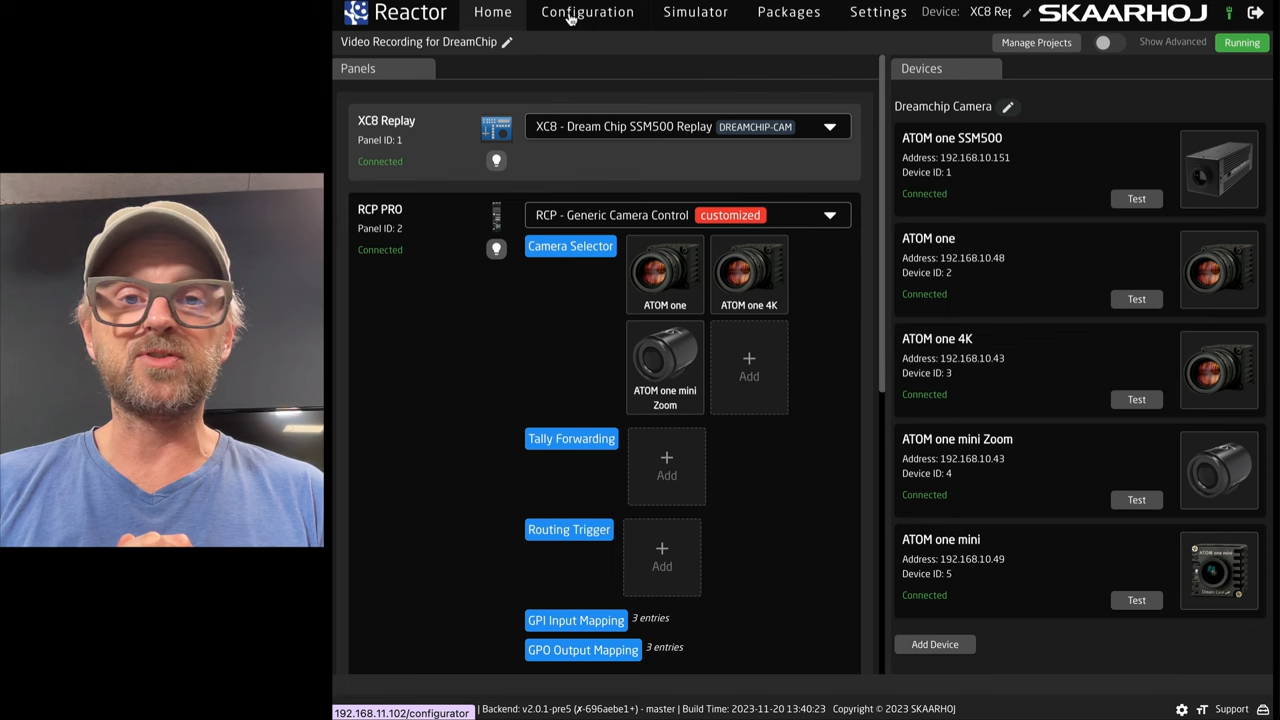 Reactor
Home
Configuration
Simulator
Packages
Settings
Device: XC8 Rep
SKAARHOJ
Video Recording for DreamChip
Manage Projects
Show Advanced
Running
Panels
XC8 Replay
Panel ID: 1
Connected
XC8 - Dream Chip SSM500 Replay DREAMCHIP-CAM
RCP PRO
Panel ID: 2
Connected
RCP - Generic Camera Control customized
Camera Selector
ATOM one
ATOM one 4K
ATOM one mini
Zoom
+
Add
Tally Forwarding
+
Add
Routing Trigger
+
Add
GPI Input Mapping 3 entries
GPO Output Mapping 3 entries
Devices
Dreamchip Camera
ATOM one SSM500
Address: 192.168.10.151
Device ID: 1
Connected
Test
ATOM one
Address: 192.168.10.48
Device ID: 2
Connected
Test
ATOM one 4K
Address: 192.168.10.43
Device ID: 3
Connected
Test
ATOM one mini Zoom
Address: 192.168.10.43
Device ID: 4
Connected
Test
ATOM one mini
Address: 192.168.10.49
Device ID: 5
Connected
Test
ATOM one mini
Add Device
192.168.11.102/configurator
| Backend: v2.0.1-pre5 (✗-696aebe1+) - master | Build Time: 2023-11-20 13:40:23 Copyright © 2023 SKAARHOJ
Support